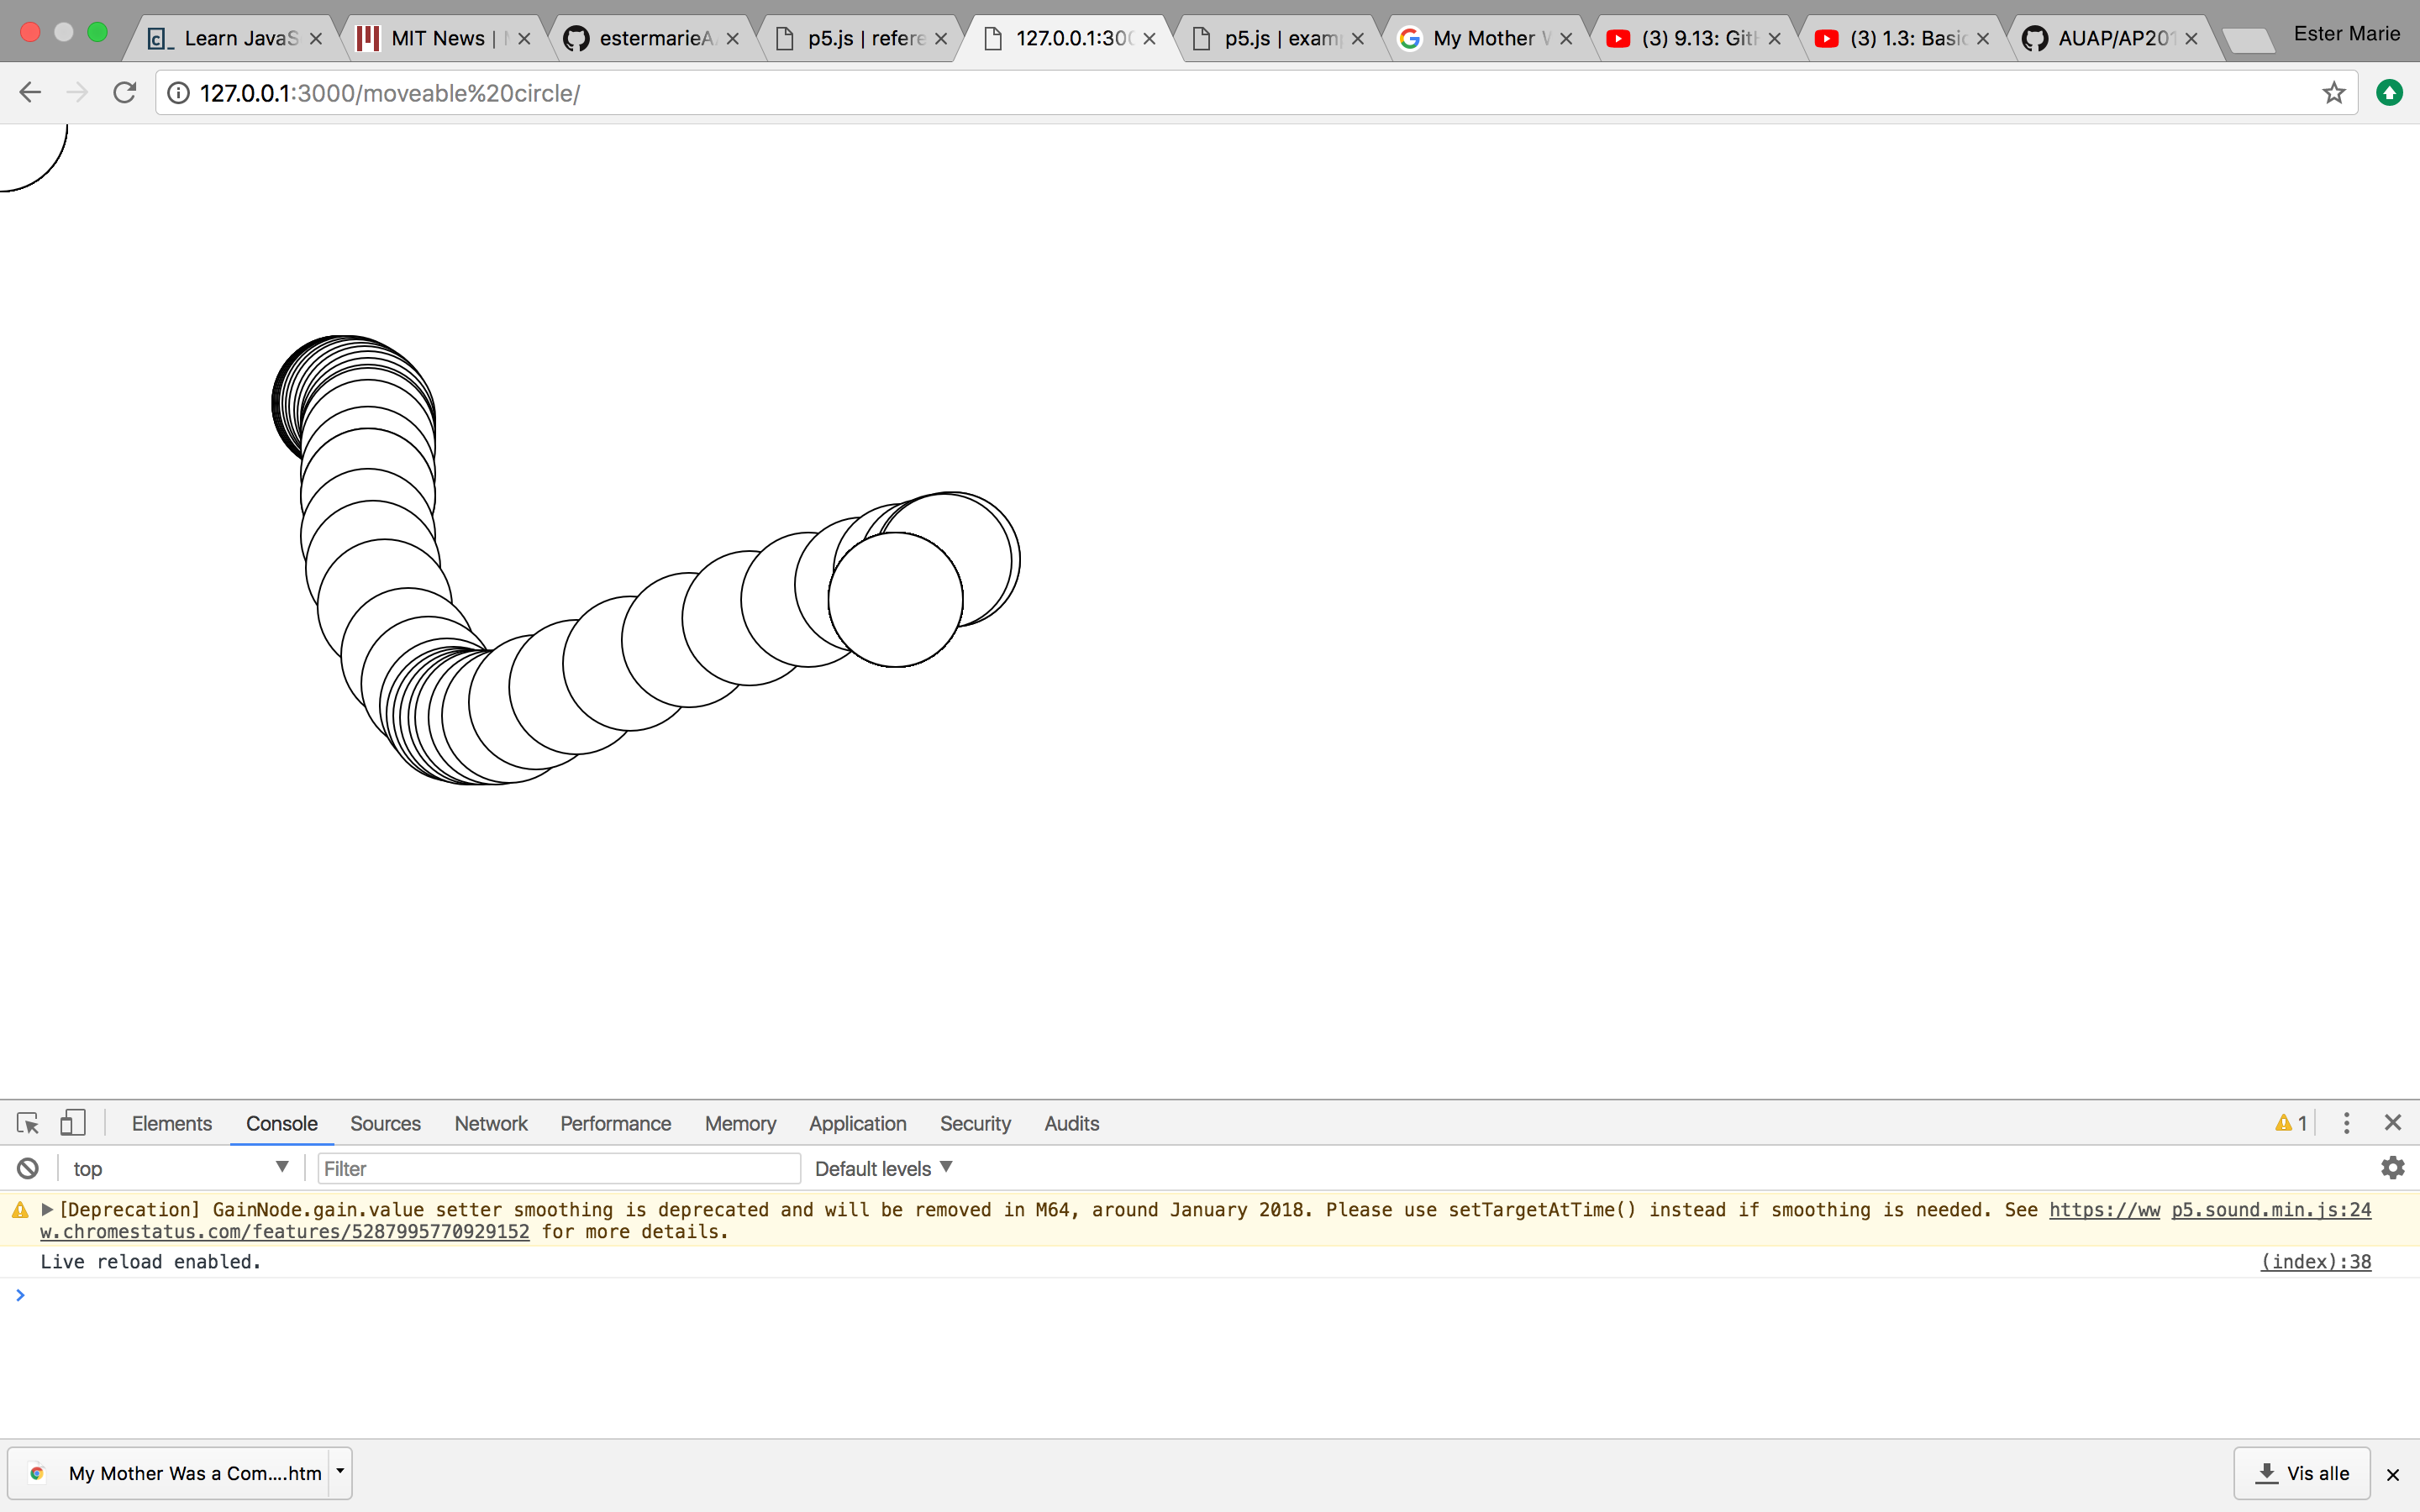 Learn JavaS
MIT News |
estermarieA
p5.js | refere
127.0.0.1:300
p5.js | exam
My Mother W
(3) 9.13: Git
(3) 1.3: Basic
AUAP/AP201
Ester Marie
127.0.0.1:3000/moveable%20circle/
Elements Console Sources Network Performance Memory Application Security Audits 1
top Filter Default levels
[Deprecation] GainNode.gain.value setter smoothing is deprecated and will be removed in M64, around January 2018. Please use setTargetAtTime() instead if smoothing is needed. See https://ww p5.sound.min.js:24
w.chromestatus.com/features/5287995770929152 for more details.
Live reload enabled. (index):38
My Mother Was a Com....htm
Vis alle